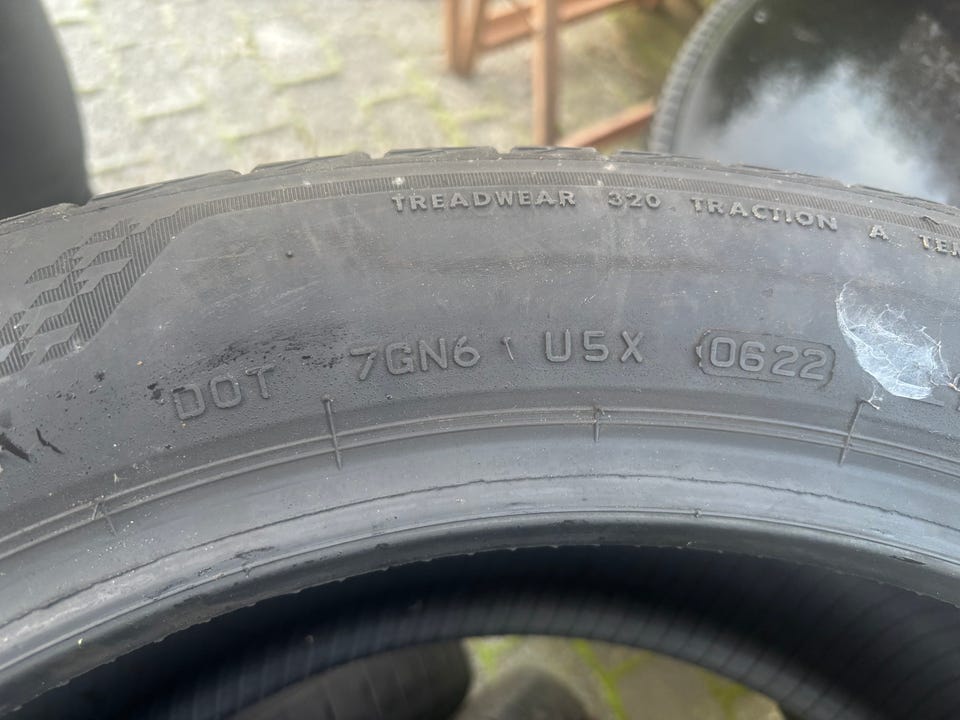 TREADWEAR 320 TRACTION A
DOT 7GN6 U5X 0622